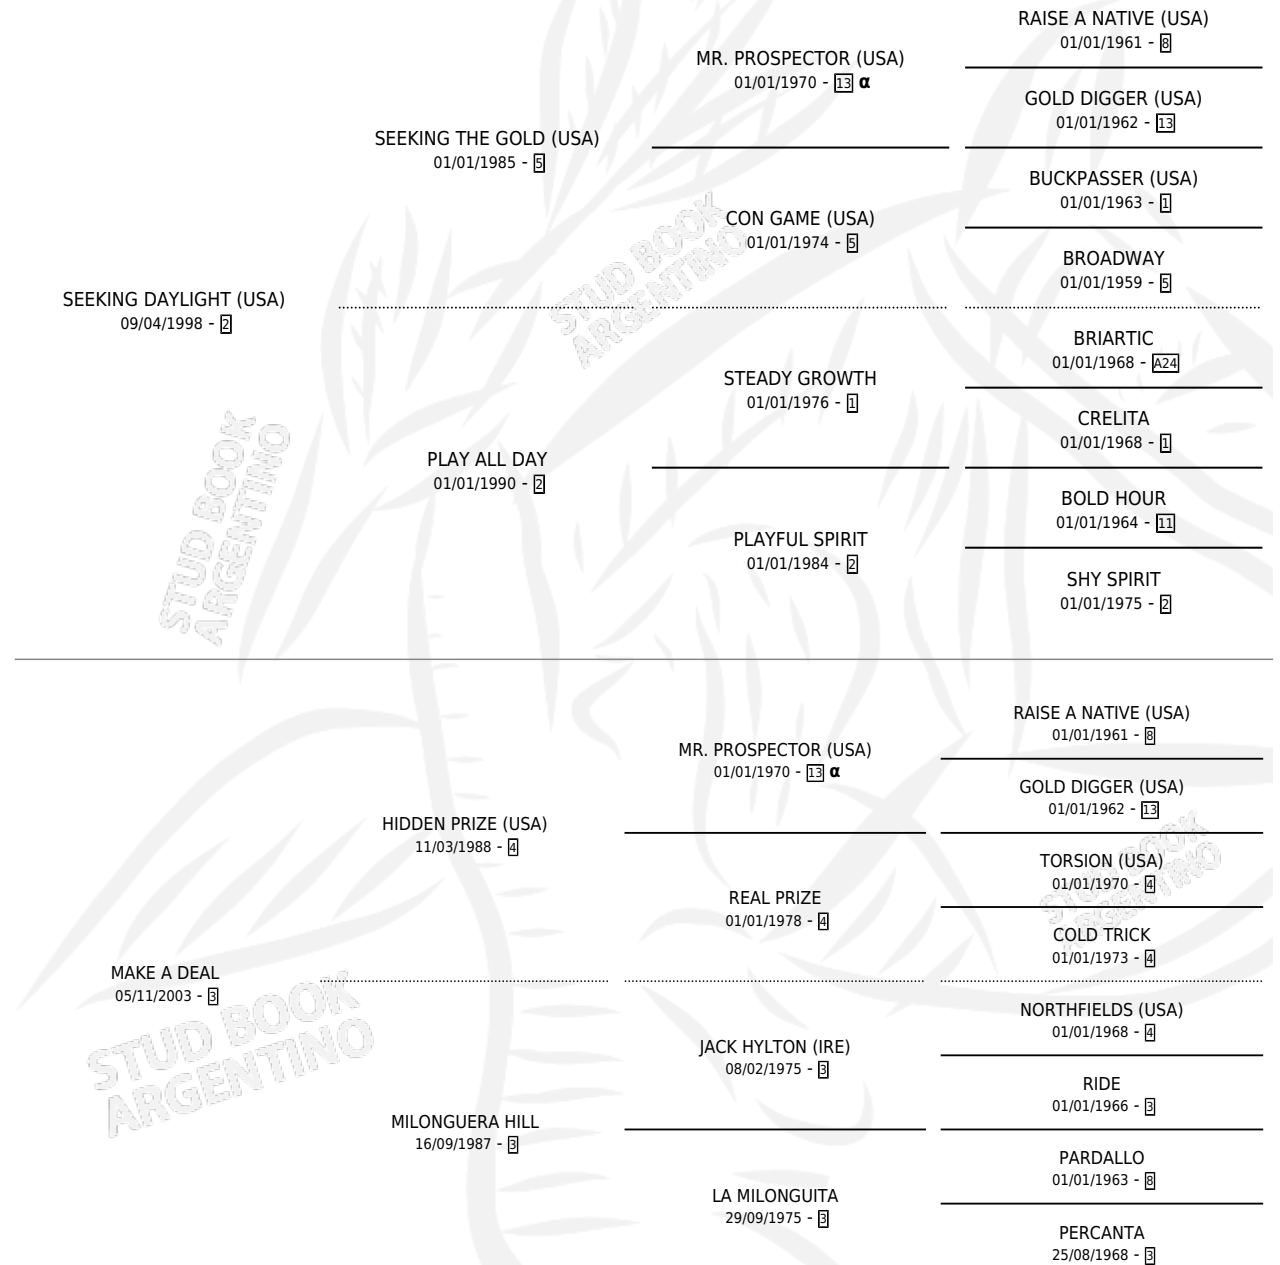 RAISE A NATIVE (USA)
01/01/1961 - 8
MR. PROSPECTOR (USA)
01/01/1970 - 13 α
GOLD DIGGER (USA)
01/01/1962 - 13
SEEKING THE GOLD (USA)
01/01/1985 - 5
BUCKPASSER (USA)
01/01/1963 - 1
CON GAME (USA)
01/01/1974 - 5
BROADWAY
01/01/1959 - 5
SEEKING DAYLIGHT (USA)
09/04/1998 - 2
BRIARTIC
01/01/1968 - A24
STEADY GROWTH
01/01/1976 - 1
CRELITA
01/01/1968 - 1
PLAY ALL DAY
01/01/1990 - 2
BOLD HOUR
01/01/1964 - 11
PLAYFUL SPIRIT
01/01/1984 - 2
SHY SPIRIT
01/01/1975 - 2
STUD BOOK
ARGENTINO
STUD BOOK
ARGENTINO
RAISE A NATIVE (USA)
01/01/1961 - 8
MR. PROSPECTOR (USA)
01/01/1970 - 13 α
GOLD DIGGER (USA)
01/01/1962 - 13
HIDDEN PRIZE (USA)
11/03/1988 - 4
TORSION (USA)
01/01/1970 - 4
REAL PRIZE
01/01/1978 - 4
COLD TRICK
01/01/1973 - 4
MAKE A DEAL
05/11/2003 - 3
NORTHFIELDS (USA)
01/01/1968 - 4
JACK HYLTON (IRE)
08/02/1975 - 3
RIDE
01/01/1966 - 3
MILONGUERA HILL
16/09/1987 - 3
PARDALLO
01/01/1963 - 8
LA MILONGUITA
29/09/1975 - 3
PERCANTA
25/08/1968 - 3
STUD BOOK
ARGENTINO
STUD BOOK
ARGENTINO